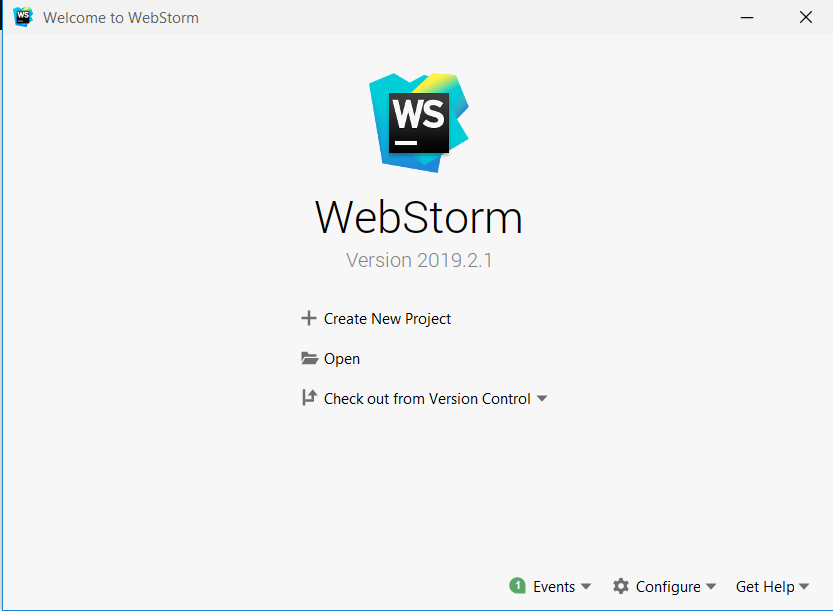 WS Welcome to WebStorm
WS
WebStorm
Version 2019.2.1
Create New Project
Open
Check out from Version Control
1 Events Configure Get Help